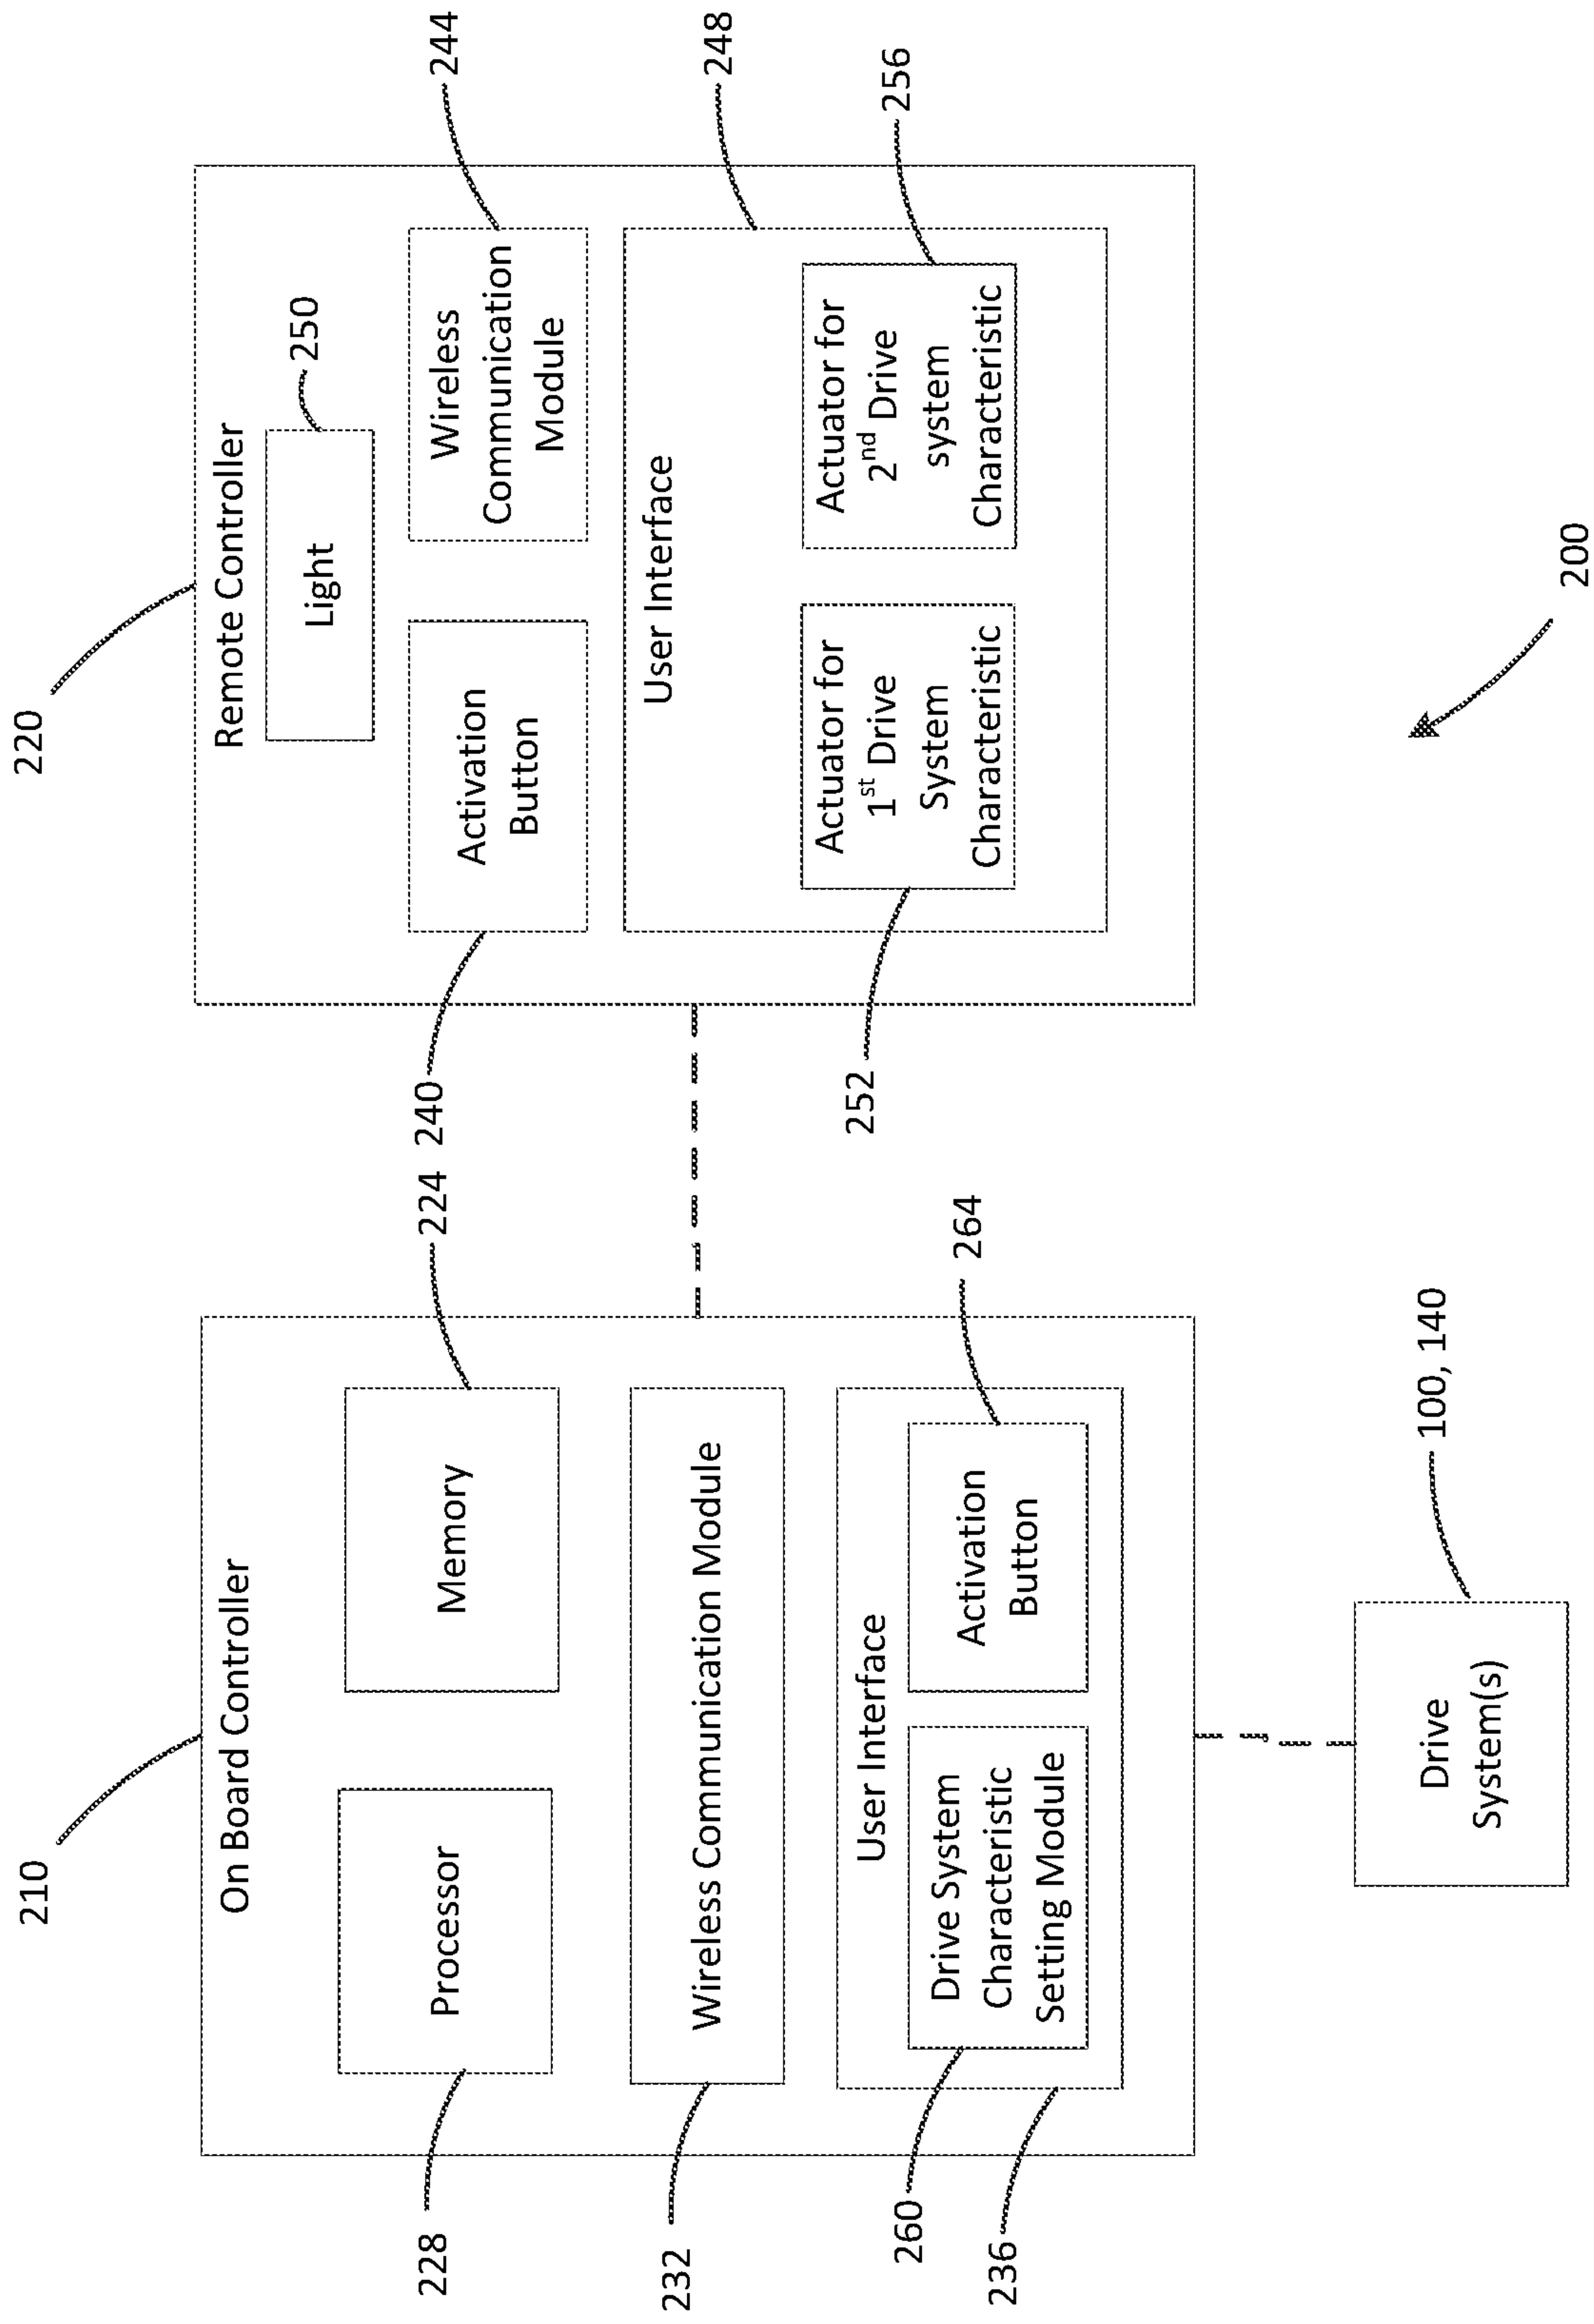 210
On Board Controller
Processor
Memory
228
224
Wireless Communication Module
232
User Interface
Drive System
Characteristic
Setting Module
Activation
Button
260
236
264
Drive
System(s)
100, 140
220
Remote Controller
Light
250
Activation
Button
240
Wireless
Communication
Module
244
User Interface
248
Actuator for
1st Drive
System
Characteristic
252
Actuator for
2nd Drive
system
Characteristic
256
200